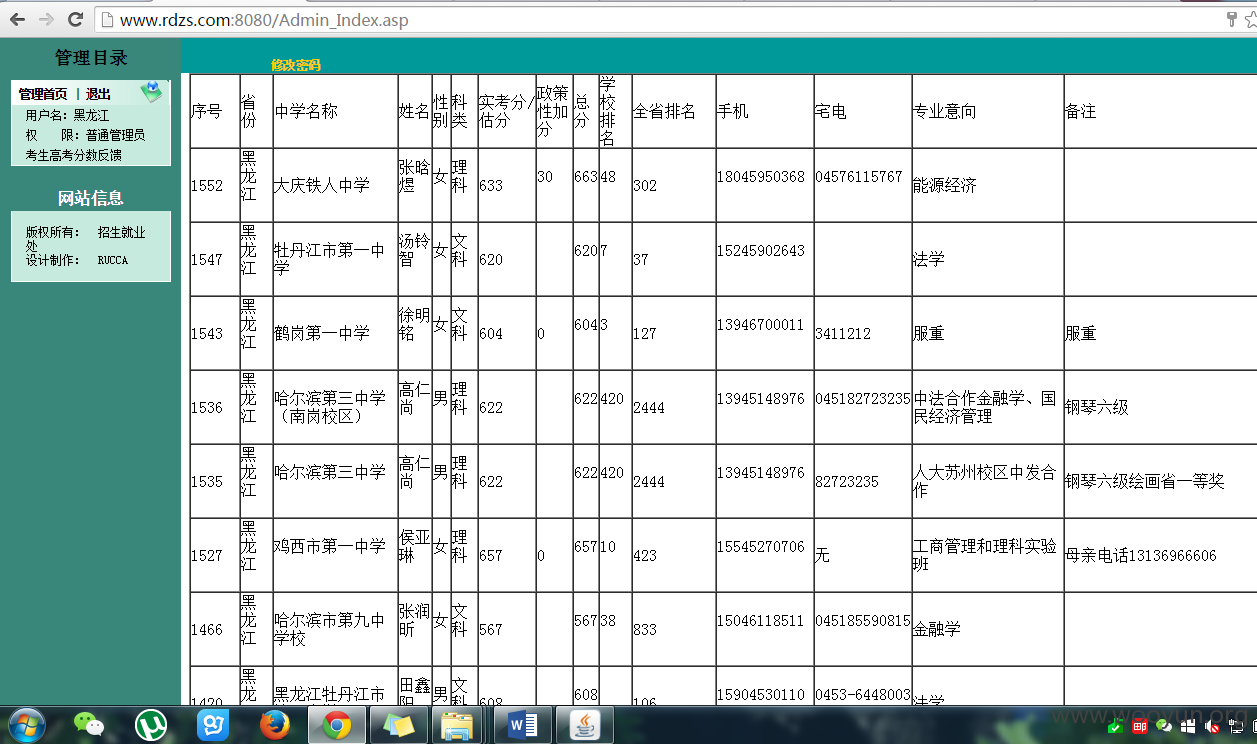 www.rdzs.com:8080/Admin_Index.asp
管理目录
修改密码
管理首页 | 退出
用户名：黑龙江
权 限：普通管理员
考生高考分数反馈
网站信息
版权所有： 招生就业处
设计制作： RUCCA
序号 省份 中学名称 姓名 性别 科类 实考分/估分 政策性加分 总分 学校排名 全省排名 手机 宅电 专业意向 备注
1552 黑龙江 大庆铁人中学 张晗煜 女 理科 633 30 663 48 302 18045950368 04576115767 能源经济
1547 黑龙江 牡丹江市第一中学 汤铃智 女 文科 620 620 7 37 15245902643 法学
1543 黑龙江 鹤岗第一中学 徐明铭 女 文科 604 0 604 3 127 13946700011 3411212 服重 服重
1536 黑龙江 哈尔滨第三中学（南岗校区） 高仁尚 男 理科 622 622 420 2444 13945148976 045182723235 中法合作金融学、国民经济管理 钢琴六级
1535 黑龙江 哈尔滨第三中学 高仁尚 男 理科 622 622 420 2444 13945148976 82723235 人大苏州校区中发合作 钢琴六级绘画省一等奖
1527 黑龙江 鸡西市第一中学 侯亚琳 女 理科 657 0 657 10 423 15545270706 无 工商管理和理科实验班 母亲电话13136966606
1466 黑龙江 哈尔滨市第九中学校 张润昕 女 文科 567 567 38 833 15046118511 045185590815 金融学
1420 黑龙 黑龙江牡丹江市 田鑫阳 男 文科 608 608 106 15904530110 0453-6448003 法学
www.wooyun.org